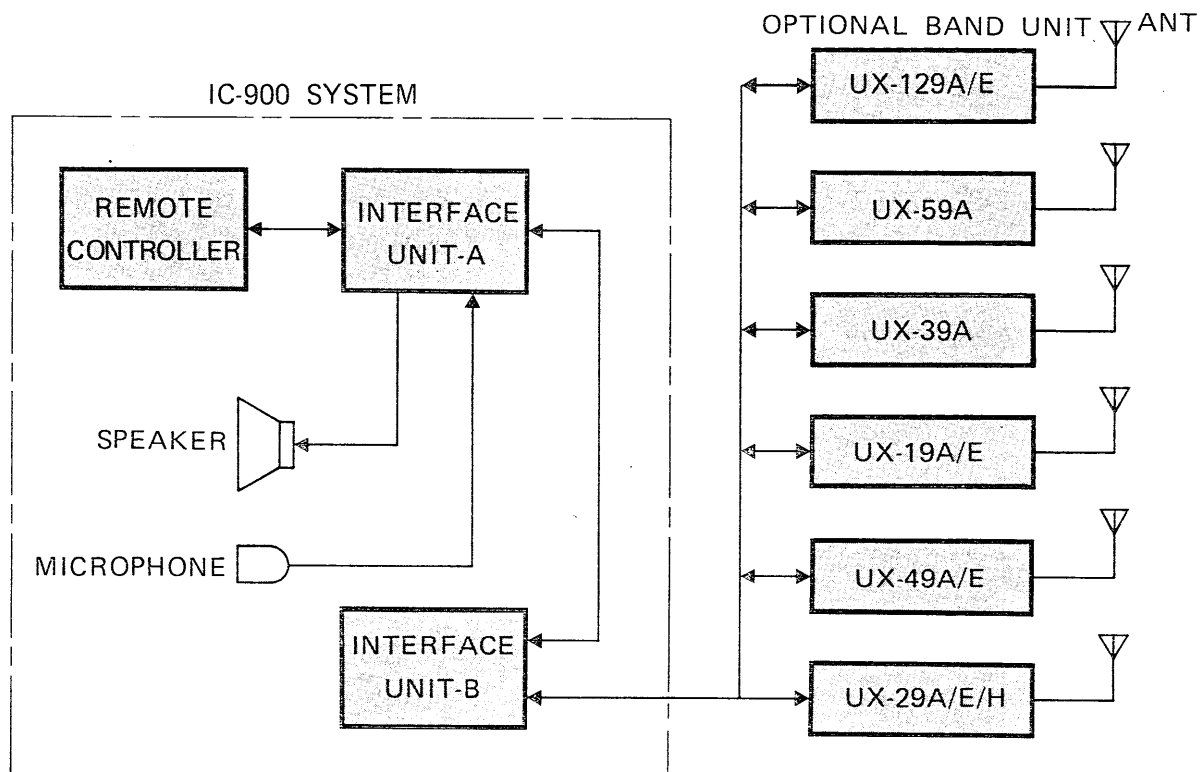 OPTIONAL BAND UNIT ANT
IC-900 SYSTEM
REMOTE
CONTROLLER
INTERFACE
UNIT-A
SPEAKER
MICROPHONE
INTERFACE
UNIT-B
UX-129A/E
UX-59A
UX-39A
UX-19A/E
UX-49A/E
UX-29A/E/H